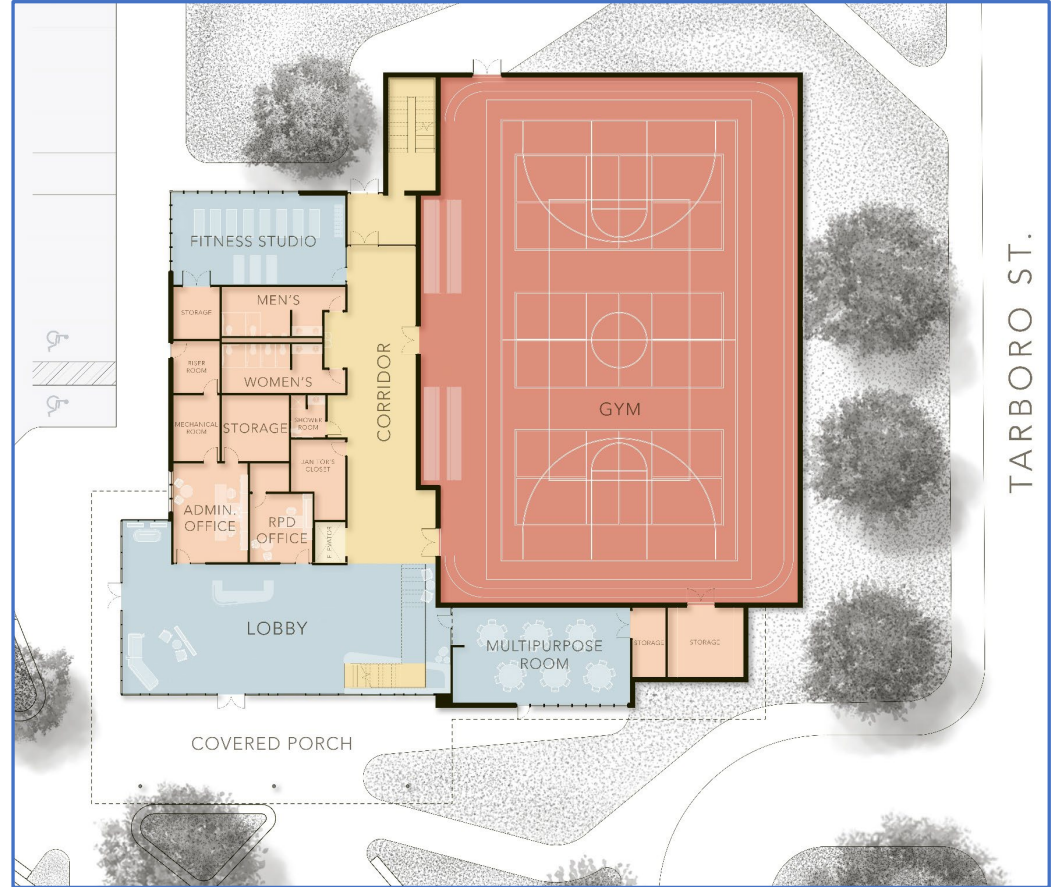 FITNESS STUDIO
STORAGE
MEN'S
RISER
ROOM
WOMEN'S
MECHANICAL
ROOM
STORAGE
SHOWER
ROOM
JANITOR'S
CLOSET
ADMIN.
OFFICE
RPD
OFFICE
ELEVATOR
CORRIDOR
GYM
LOBBY
MULTIPURPOSE
ROOM
STORAGE
STORAGE
COVERED PORCH
TARBORO ST.